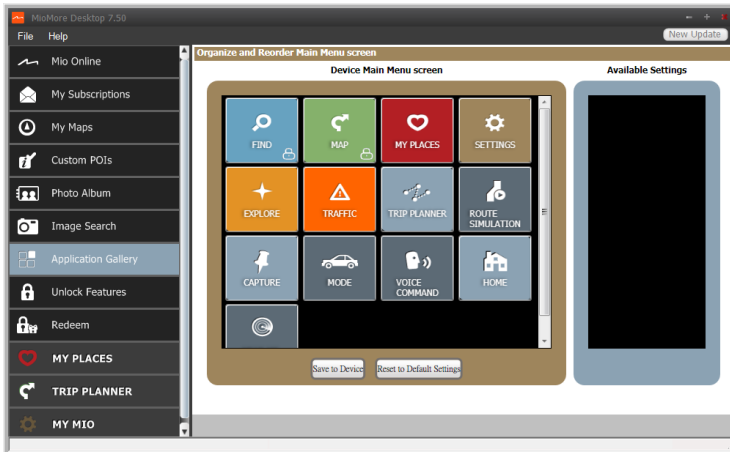 MioMore Desktop 7.50
File Help
New Update
Mio Online
My Subscriptions
My Maps
Custom POIs
Photo Album
Image Search
Application Gallery
Unlock Features
Redeem
MY PLACES
TRIP PLANNER
MY MIO
Organize and Reorder Main Menu screen
Device Main Menu screen
Available Settings
FIND
MAP
MY PLACES
SETTINGS
EXPLORE
TRAFFIC
TRIP PLANNER
ROUTE
SIMULATION
CAPTURE
MODE
VOICE
COMMAND
HOME
Save to Device
Reset to Default Settings